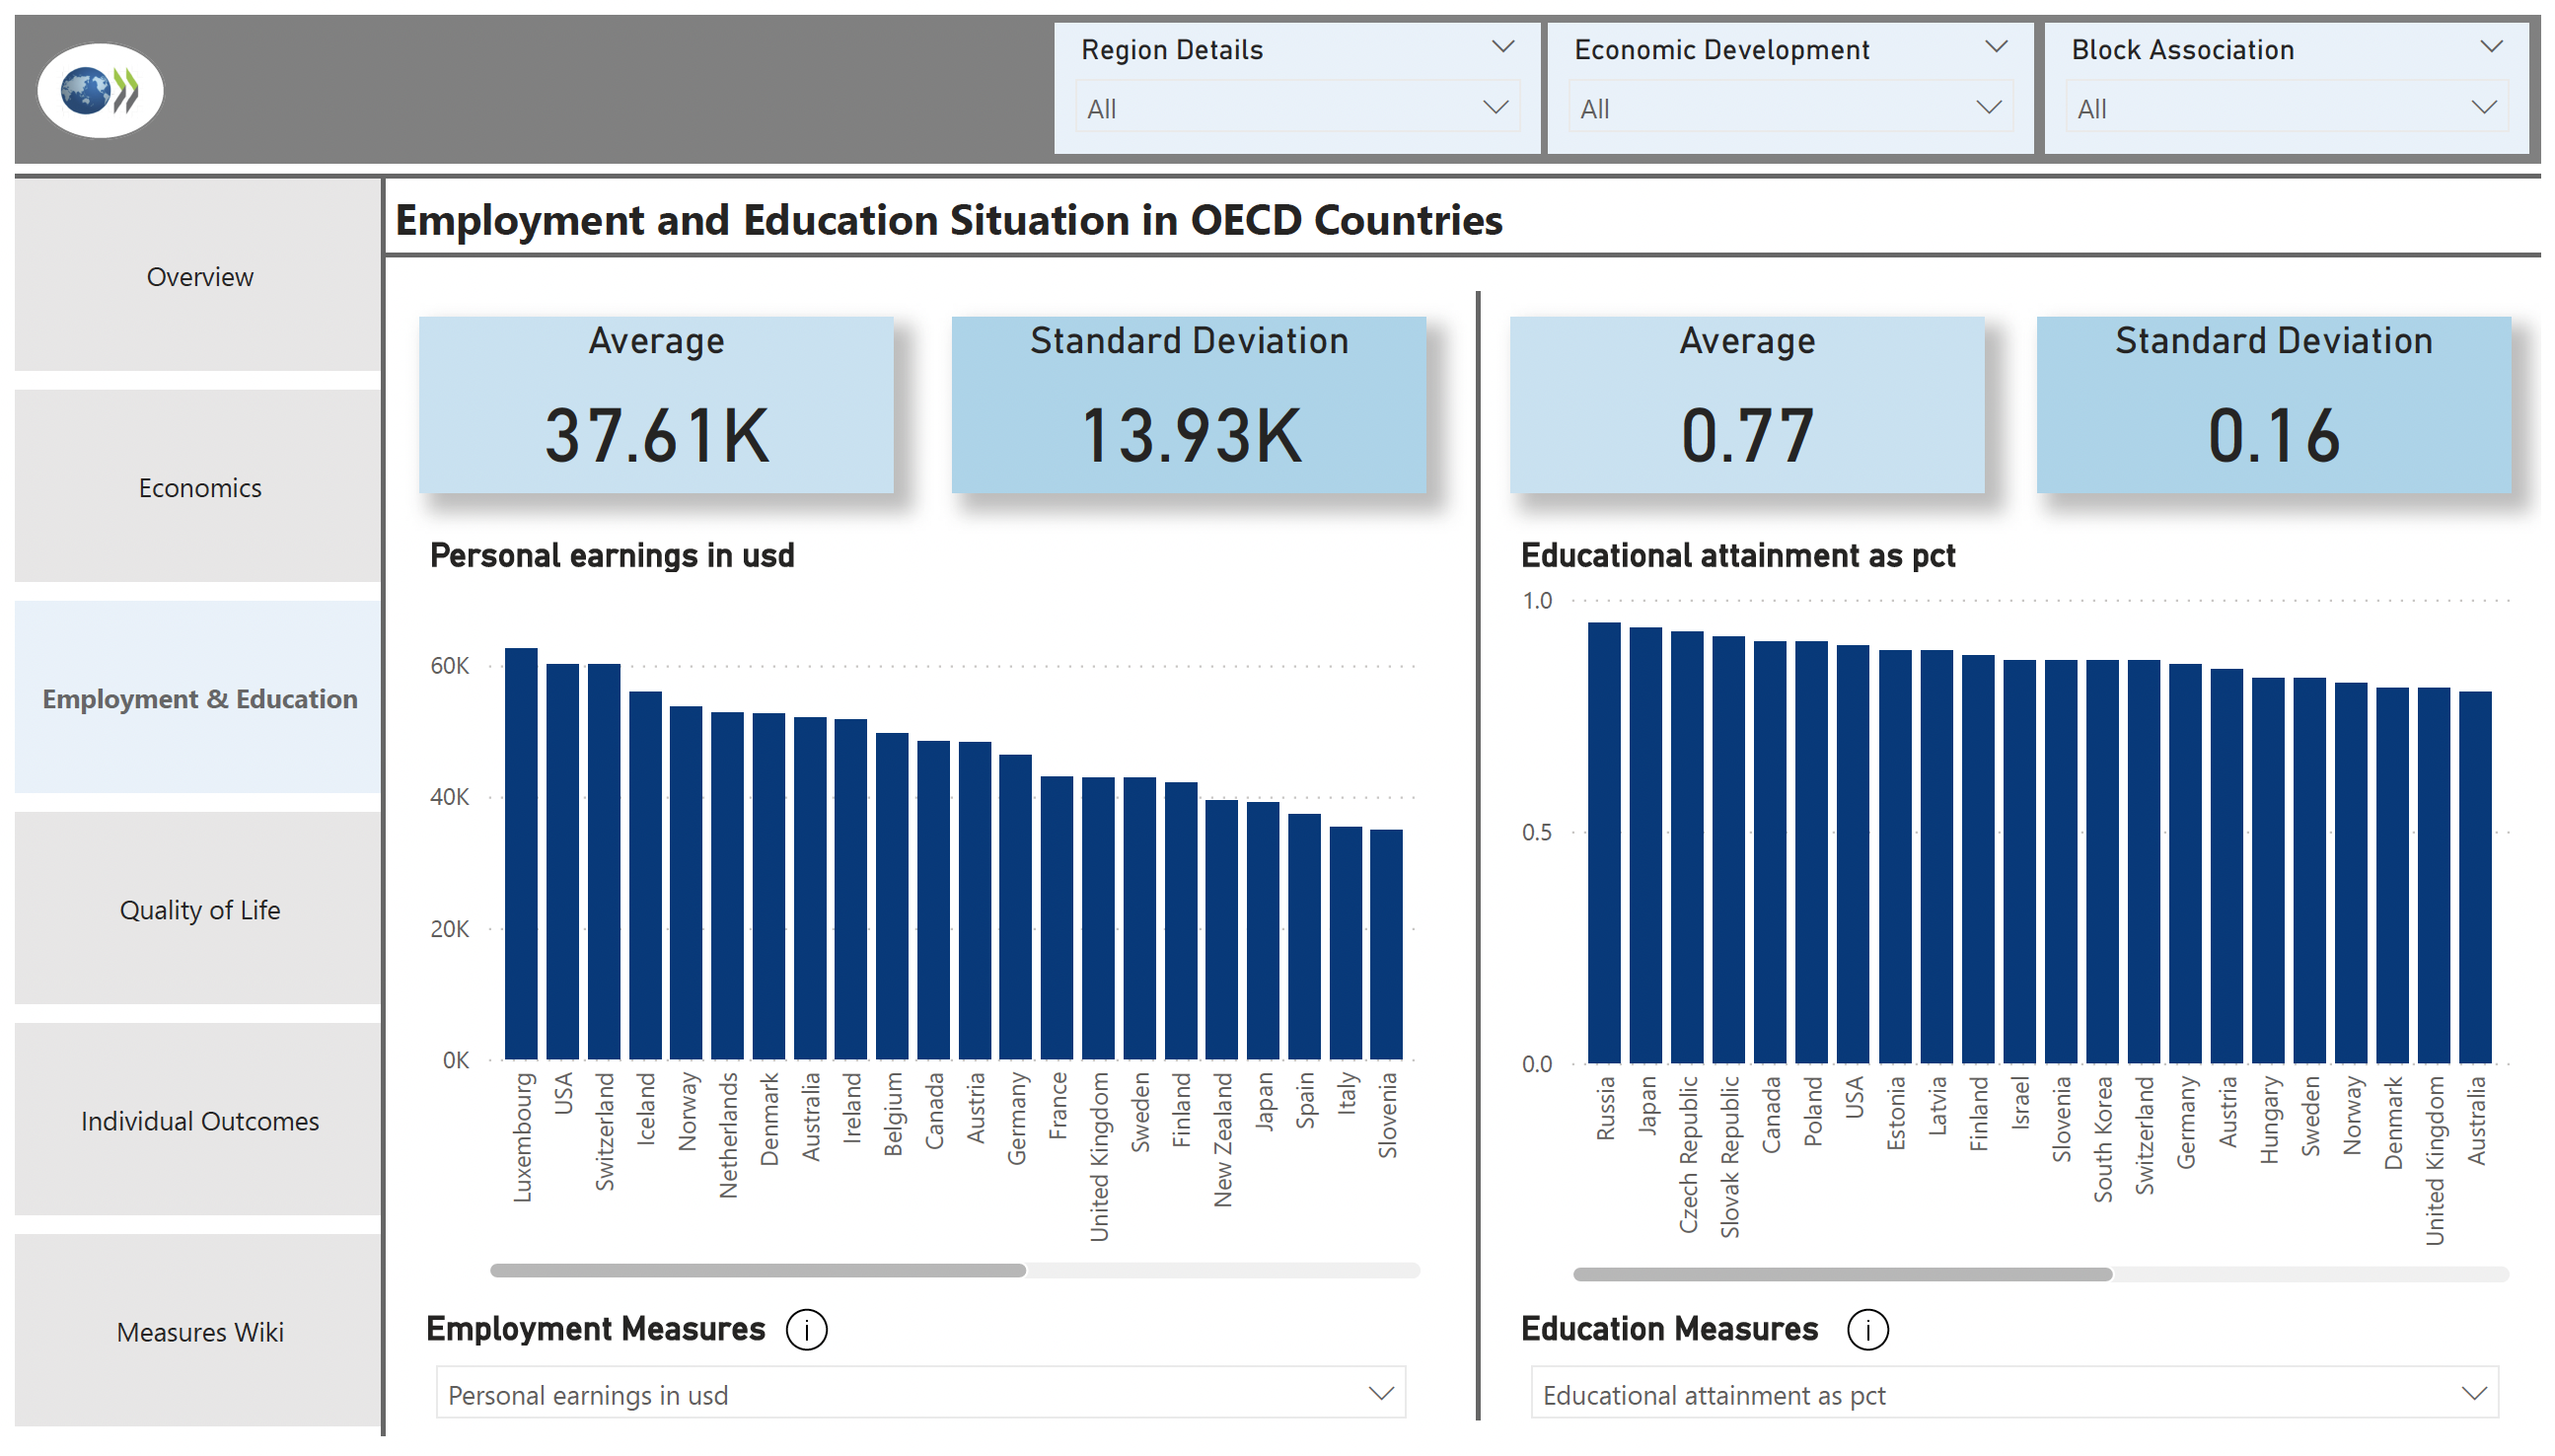 Region Details
All
Economic Development
All
Block Association
All
Overview
Economics
Employment & Education
Quality of Life
Individual Outcomes
Measures Wiki
Employment and Education Situation in OECD Countries
Average
37.61K
Standard Deviation
13.93K
Personal earnings in usd
60K
40K
20K
0K
Luxembourg
USA
Switzerland
Iceland
Norway
Netherlands
Denmark
Australia
Ireland
Belgium
Canada
Austria
Germany
France
United Kingdom
Sweden
Finland
New Zealand
Japan
Spain
Italy
Slovenia
Employment Measures
i
Personal earnings in usd
Average
0.77
Standard Deviation
0.16
Educational attainment as pct
1.0
0.5
0.0
Russia
Japan
Czech Republic
Slovak Republic
Canada
Poland
USA
Estonia
Latvia
Finland
Israel
Slovenia
South Korea
Switzerland
Germany
Austria
Hungary
Sweden
Norway
Denmark
United Kingdom
Australia
Education Measures
i
Educational attainment as pct